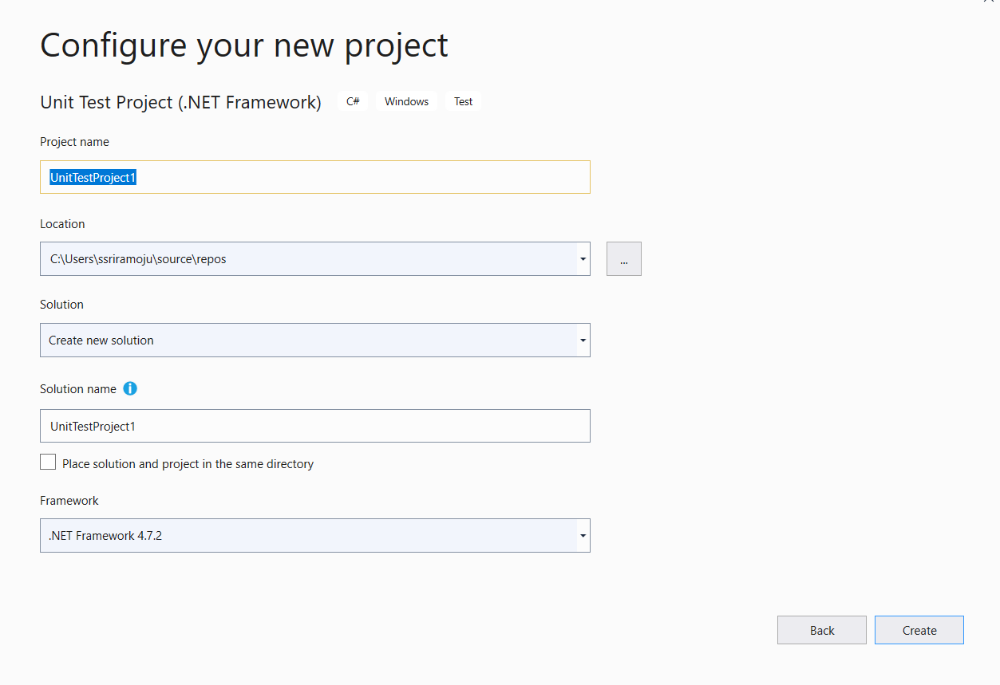 Configure your new project
Unit Test Project (.NET Framework) C# Windows Test
Project name
UnitTestProject1
Location
C:\Users\ssriramoju\source\repos
...
Solution
Create new solution
Solution name i
UnitTestProject1
Place solution and project in the same directory
Framework
.NET Framework 4.7.2
Back Create